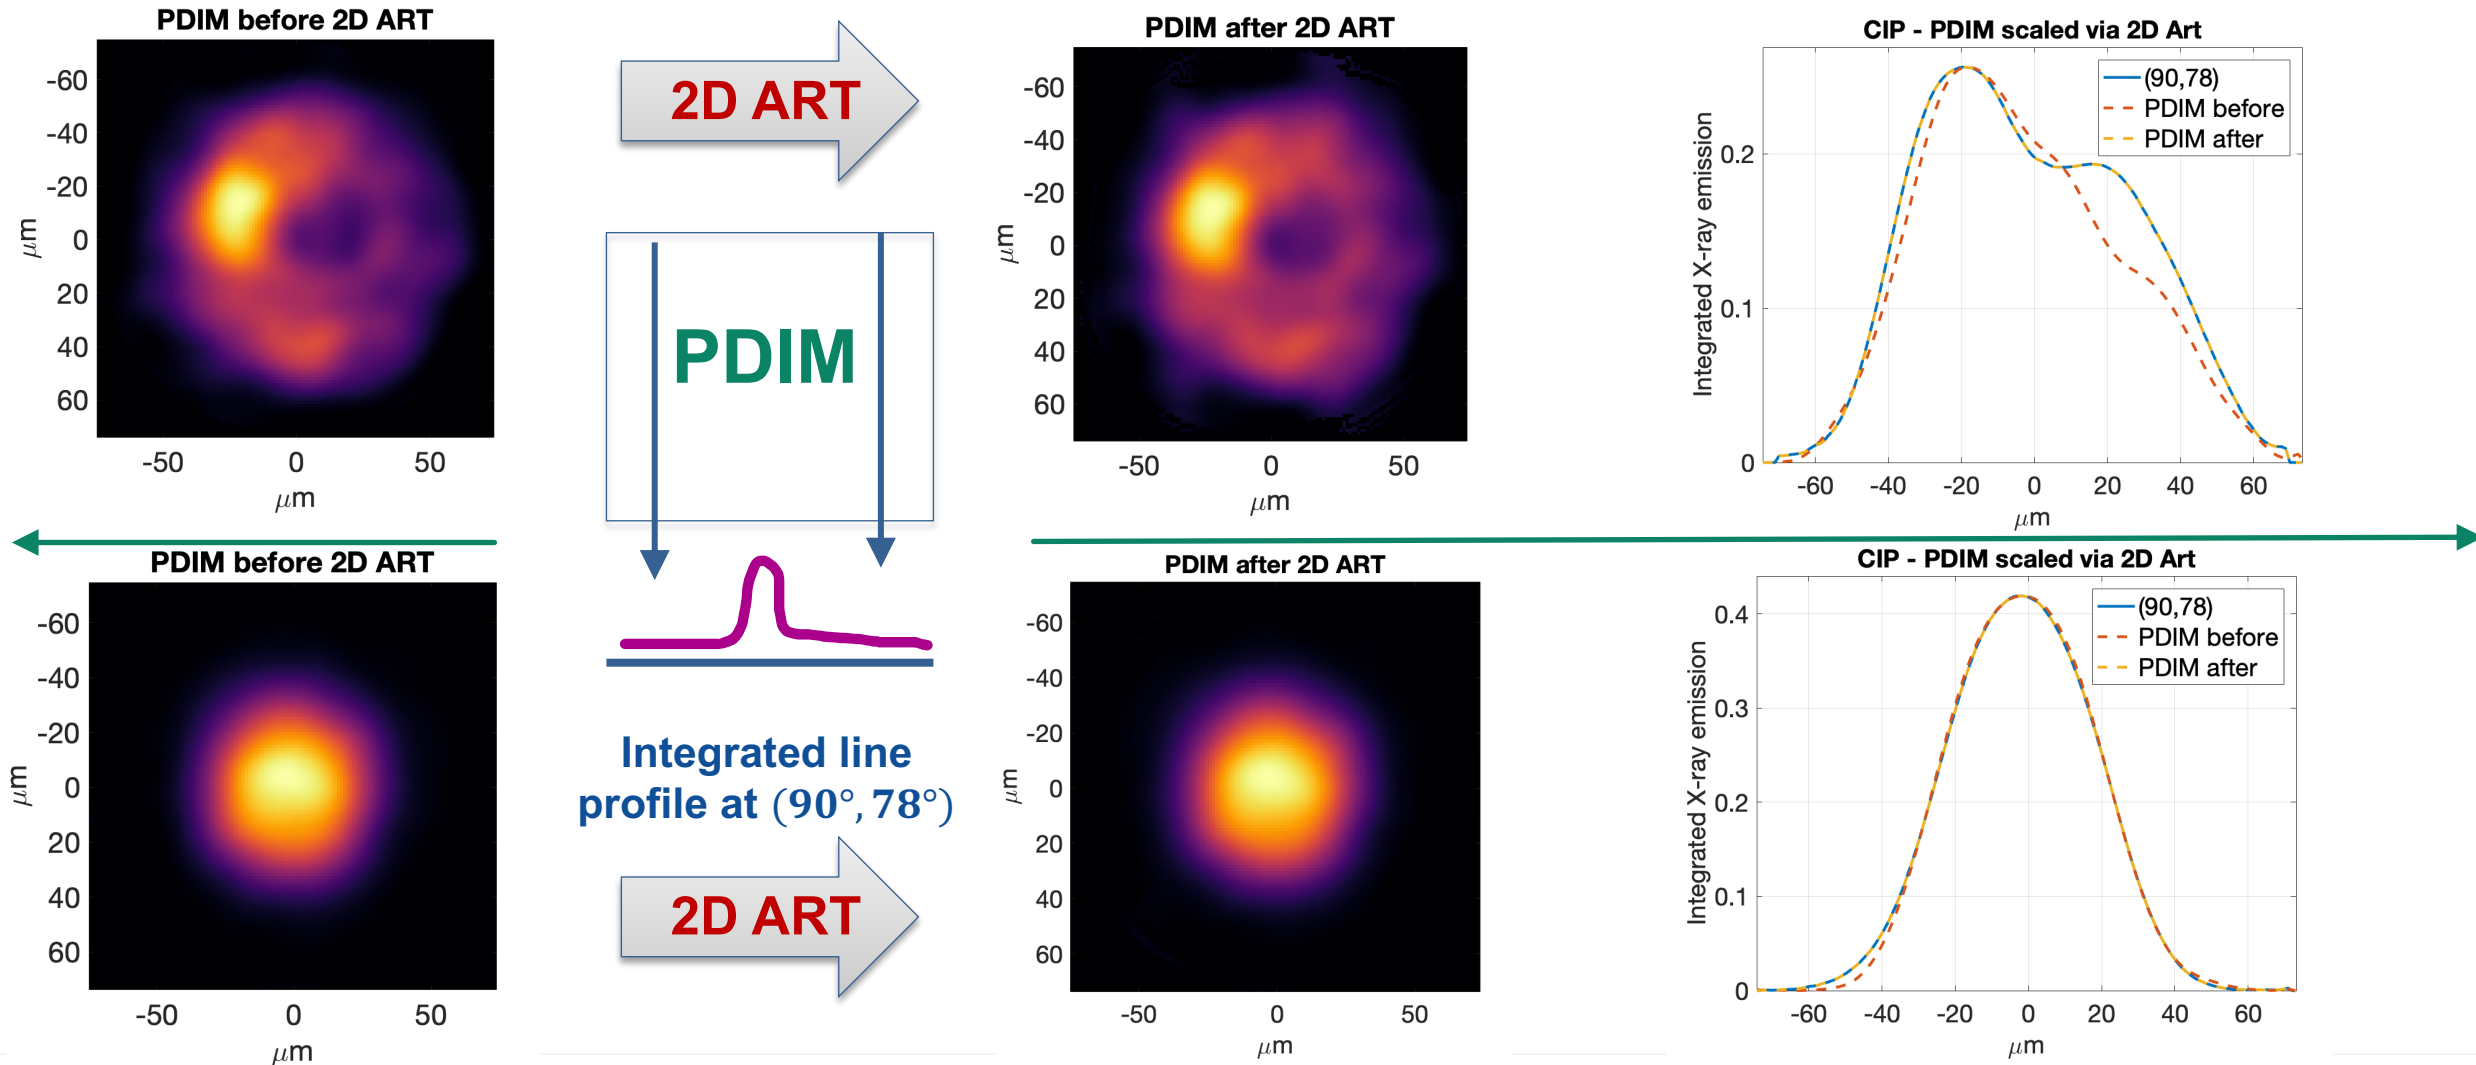 PDIM before 2D ART
-60
-40
-20
0
20
40
60
μm
-50
0
50
μm
2D ART
PDIM
PDIM after 2D ART
-60
-40
-20
0
20
40
60
μm
-50
0
50
μm
CIP - PDIM scaled via 2D Art
(90,78)
PDIM before
PDIM after
Integrated X-ray emission
0.2
0.1
0
-60
-40
-20
0
20
40
60
μm
PDIM before 2D ART
-60
-40
-20
0
20
40
60
μm
-50
0
50
μm
Integrated line
profile at (90°, 78°)
2D ART
PDIM after 2D ART
-60
-40
-20
0
20
40
60
μm
-50
0
50
μm
CIP - PDIM scaled via 2D Art
(90,78)
PDIM before
PDIM after
Integrated X-ray emission
0.4
0.3
0.2
0.1
0
-60
-40
-20
0
20
40
60
μm